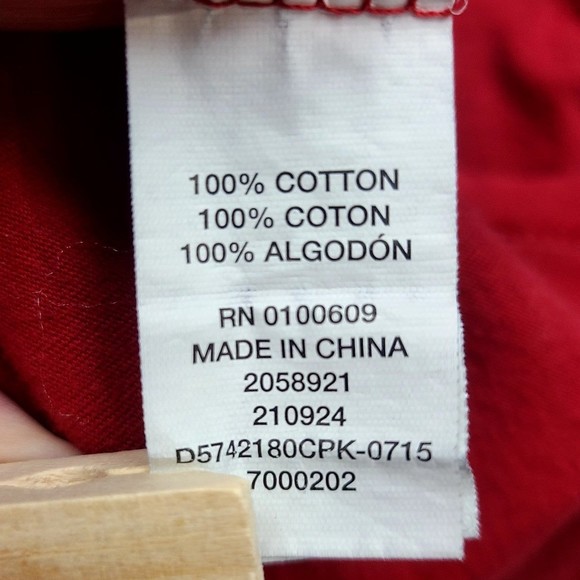 100% COTTON
100% COTON
100% ALGODÓN
RN 0100609
MADE IN CHINA
2058921
210924
D5742180CPK-0715
7000202